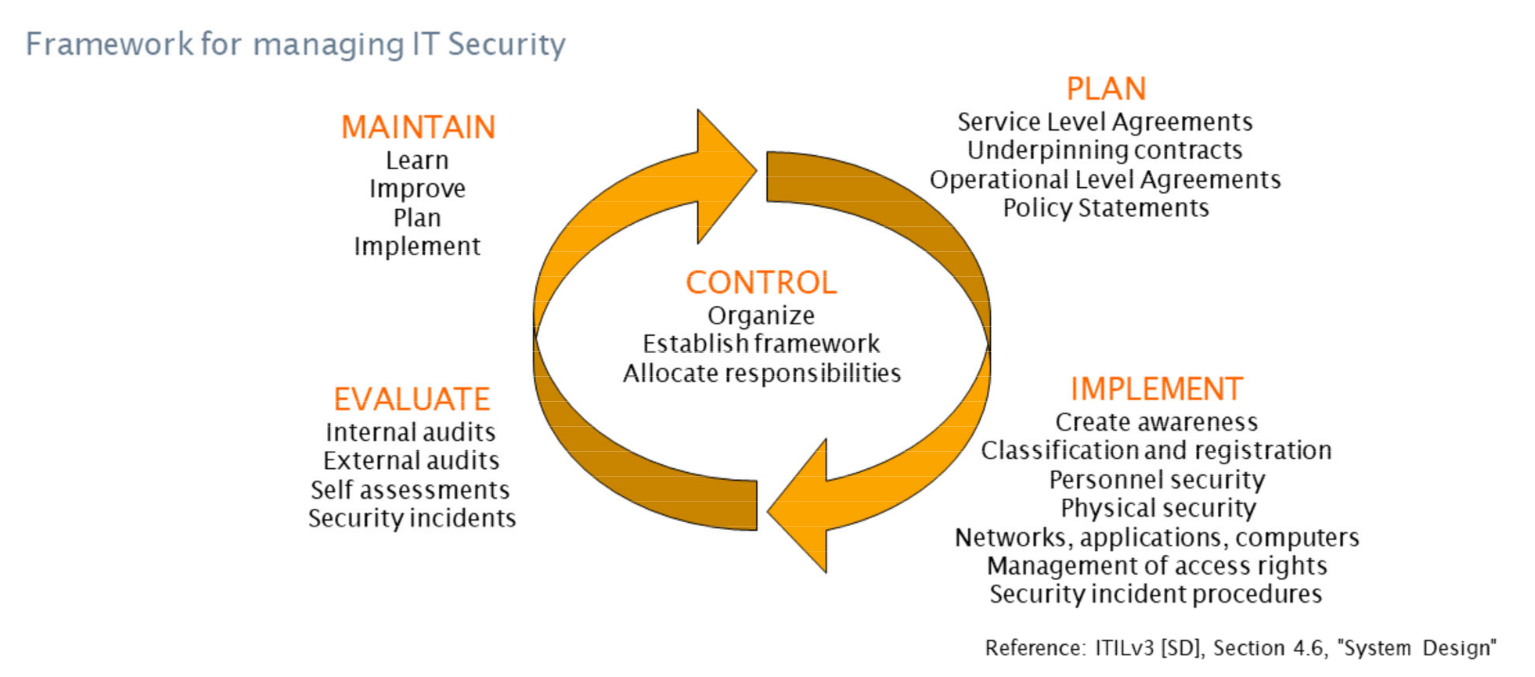 Framework for managing IT Security
MAINTAIN
Learn
Improve
Plan
Implement
PLAN
Service Level Agreements
Underpinning contracts
Operational Level Agreements
Policy Statements
CONTROL
Organize
Establish framework
Allocate responsibilities
EVALUATE
Internal audits
External audits
Self assessments
Security incidents
IMPLEMENT
Create awareness
Classification and registration
Personnel security
Physical security
Networks, applications, computers
Management of access rights
Security incident procedures
Reference: ITILv3 [SD], Section 4.6, "System Design"